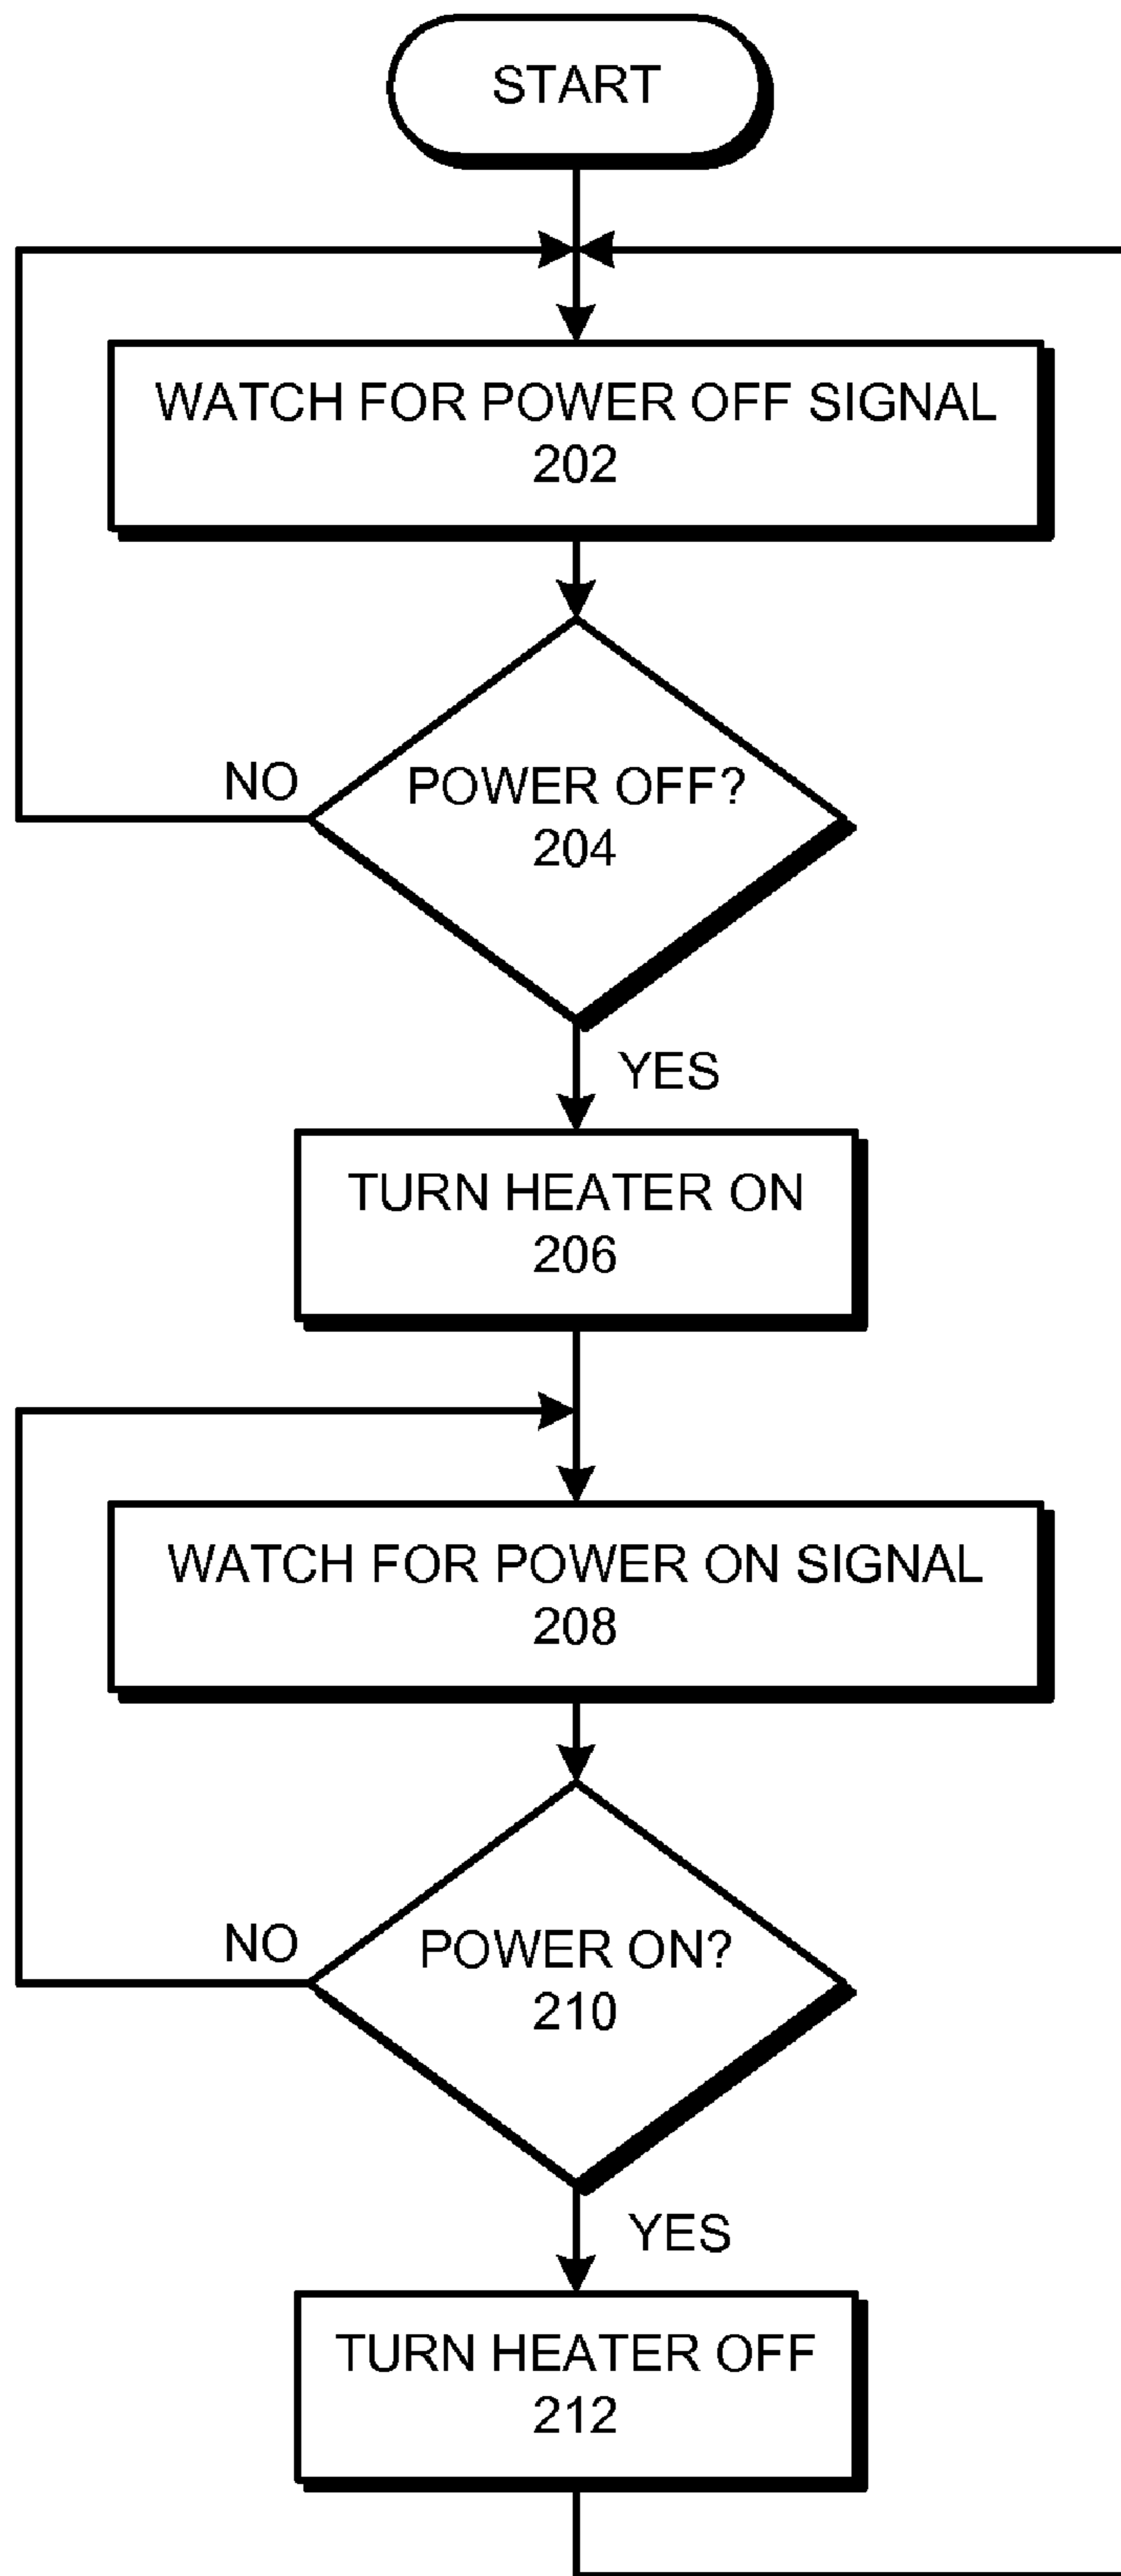 START
WATCH FOR POWER OFF SIGNAL
202
NO
POWER OFF?
204
YES
TURN HEATER ON
206
WATCH FOR POWER ON SIGNAL
208
NO
POWER ON?
210
YES
TURN HEATER OFF
212